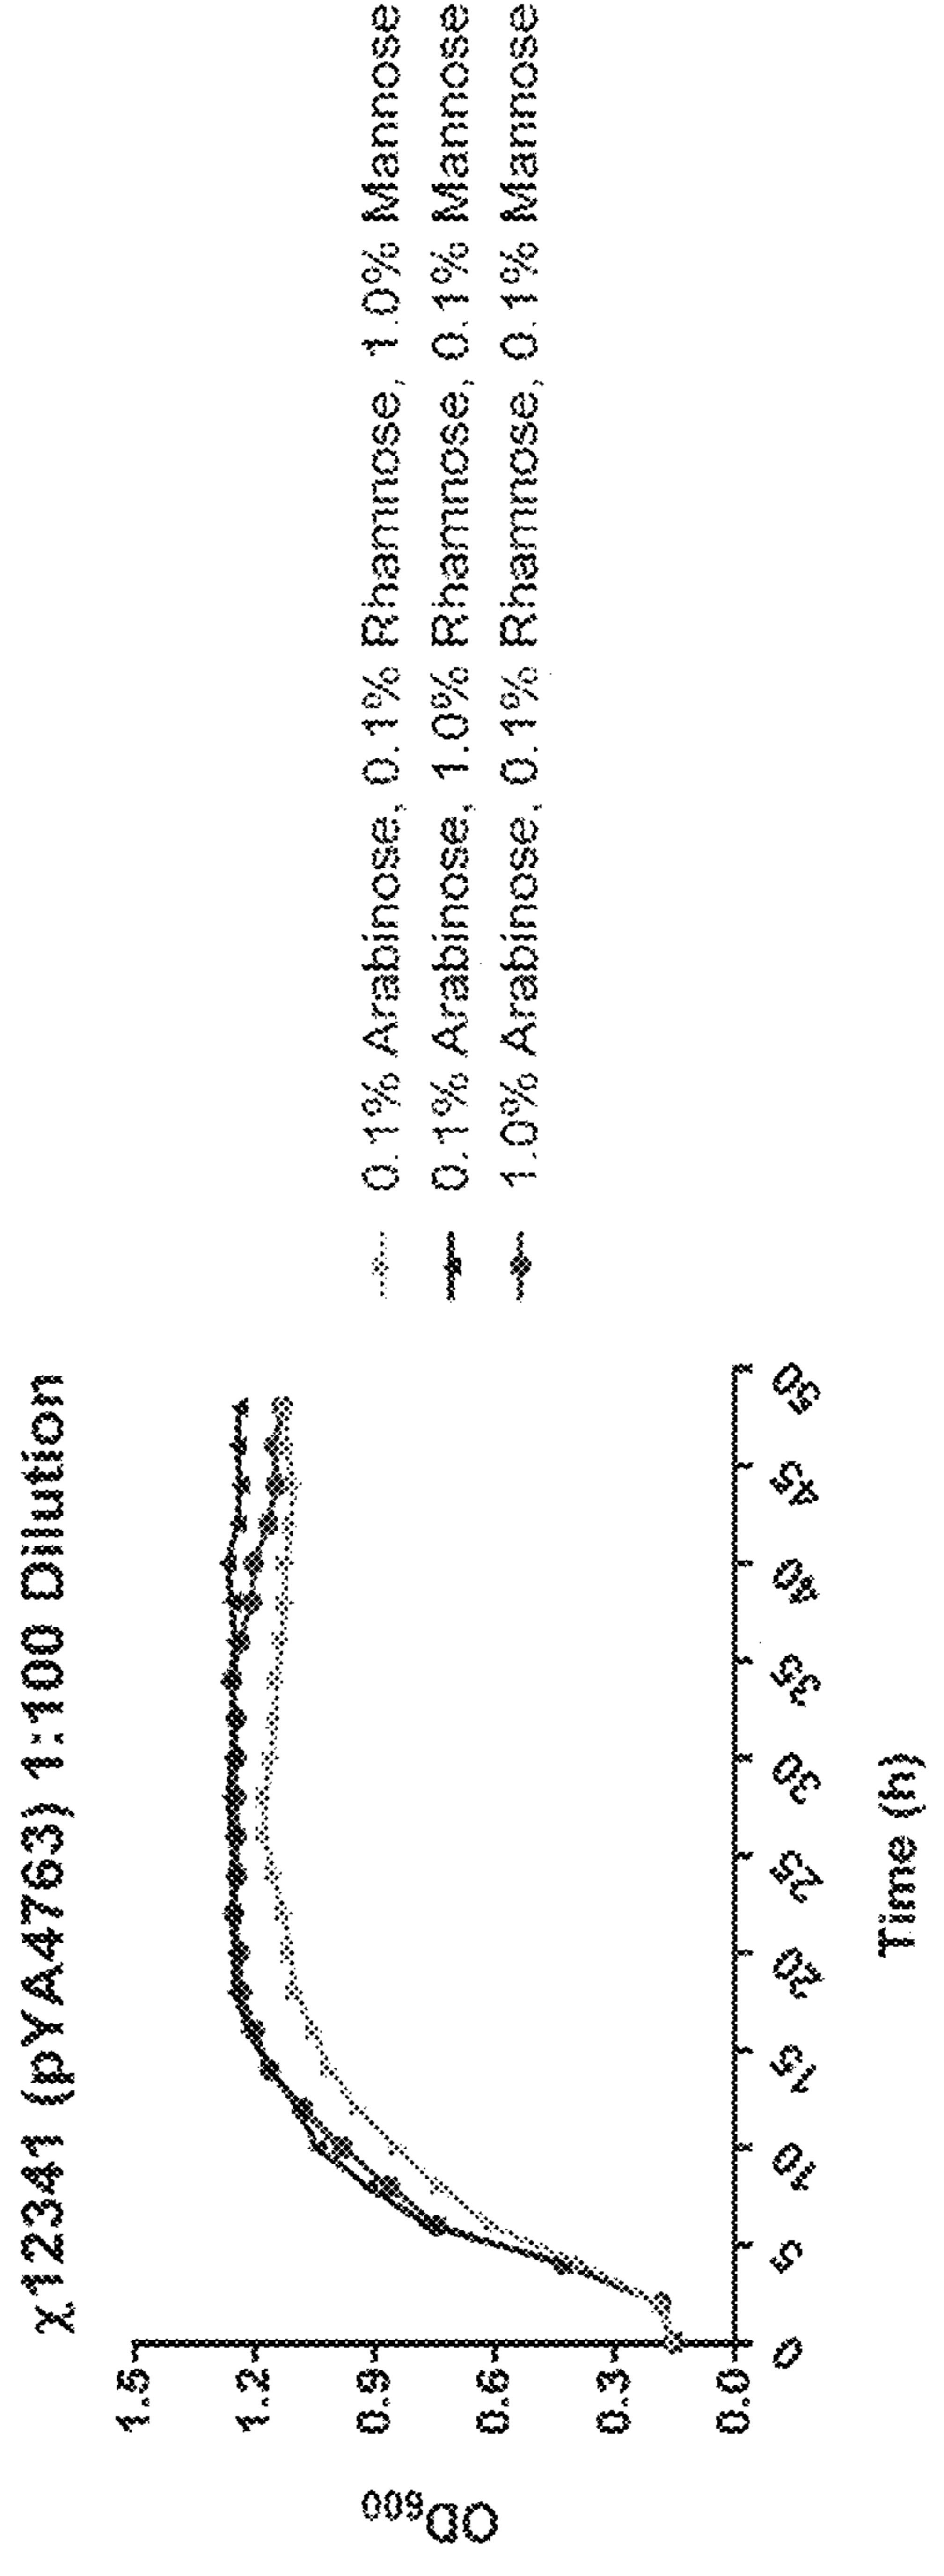 χ12341 (pYA4763) 1:100 Dilution
OD600
1.5
1.2
0.9
0.6
0.3
0.0
0
5
10
15
20
25
30
35
40
45
50
Time (h)
0.1% Arabinose, 0.1% Rhamnose, 1.0% Mannose
0.1% Arabinose, 1.0% Rhamnose, 0.1% Mannose
1.0% Arabinose, 0.1% Rhamnose, 0.1% Mannose